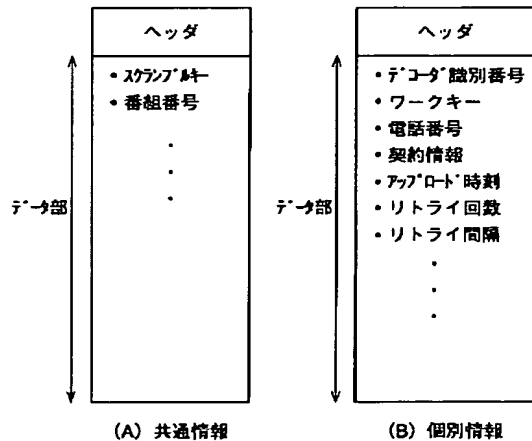 ヘッダ
・スクランブルキー
・番組番号
・
・
・
データ部
(A) 共通情報
ヘッダ
・デコーダ識別番号
・ワークキー
・電話番号
・契約情報
・アップロード時刻
・リトライ回数
・リトライ間隔
・
・
・
データ部
(B) 個別情報